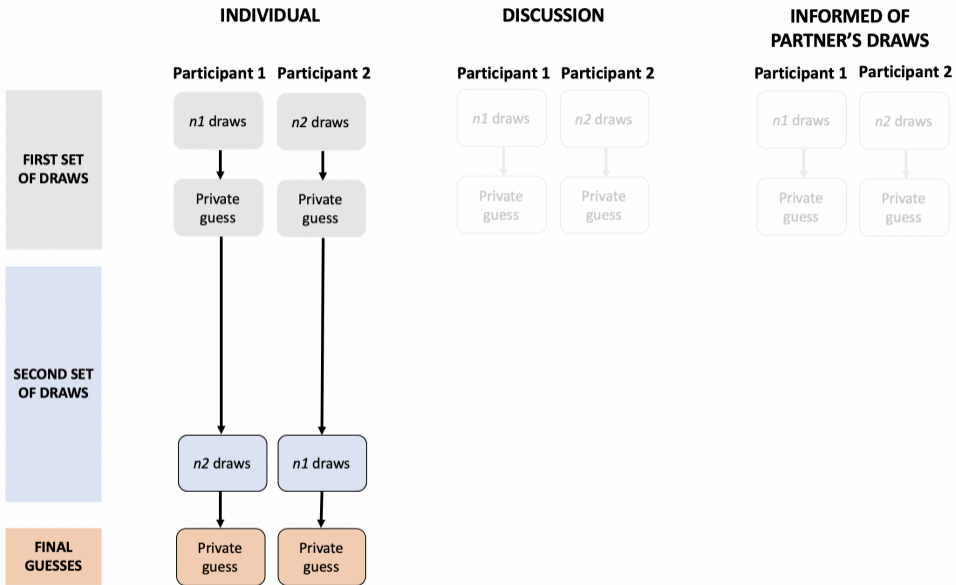 INDIVIDUAL
DISCUSSION
INFORMED OF
PARTNER'S DRAWS
Participant 1 Participant 2
Participant 1 Participant 2
Participant 1 Participant 2
FIRST SET
OF DRAWS
n1 draws
n2 draws
n1 draws
n2 draws
n1 draws
n2 draws
Private
guess
Private
guess
Private
guess
Private
guess
Private
guess
Private
guess
SECOND SET
OF DRAWS
n2 draws
n1 draws
FINAL
GUESSES
Private
guess
Private
guess